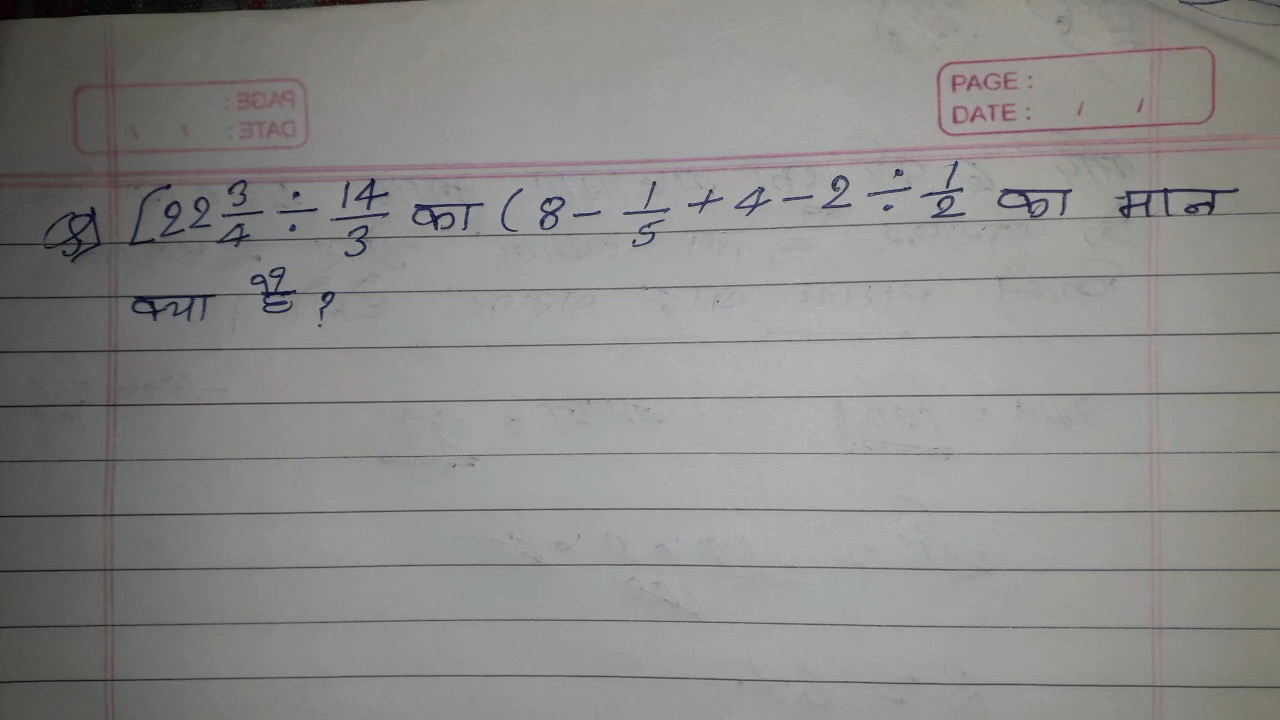 PAGE :
DATE : / /
Q) [22 3/4 ÷ 14/3 का ( 8 - 1/5 + 4 - 2 ÷ 1/2 का मान
क्या ?